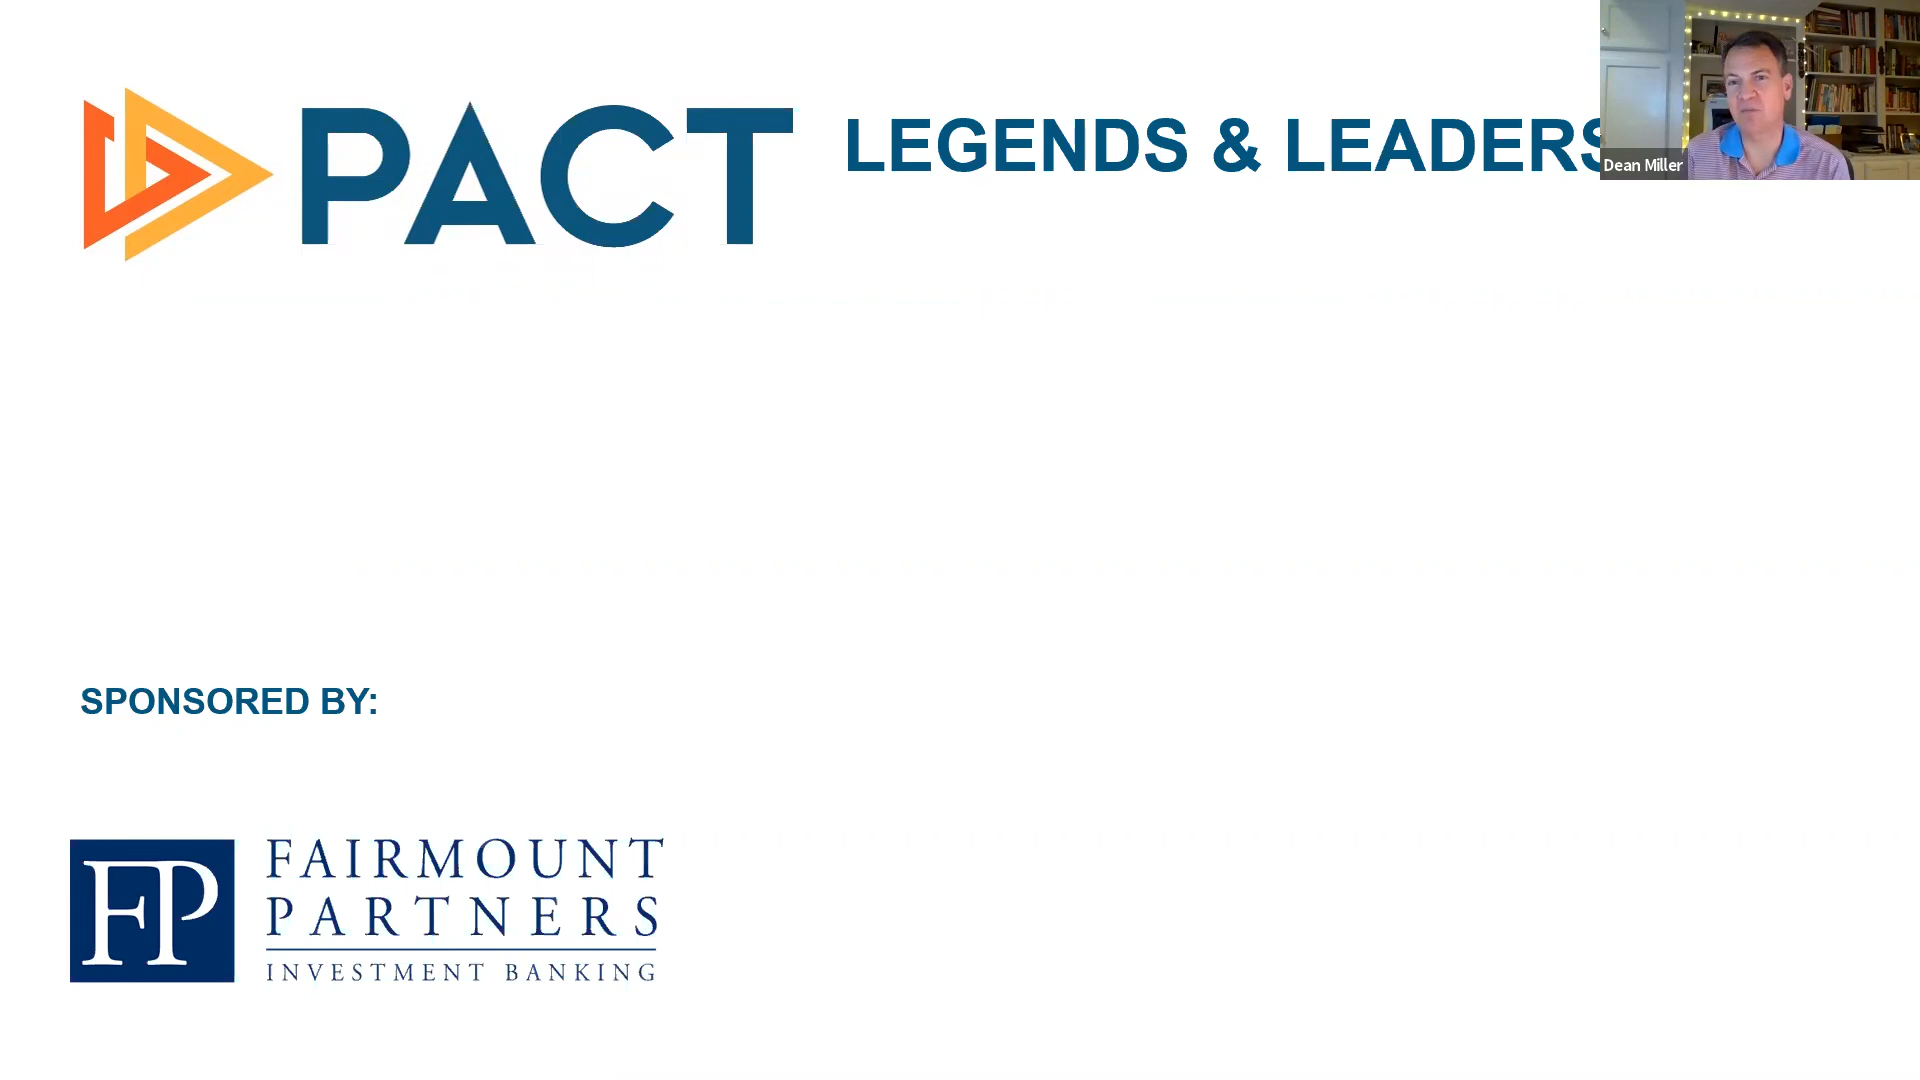 PACT
LEGENDS & LEADERS
Dean Miller
SPONSORED BY:
FP
FAIRMOUNT
PARTNERS
INVESTMENT BANKING